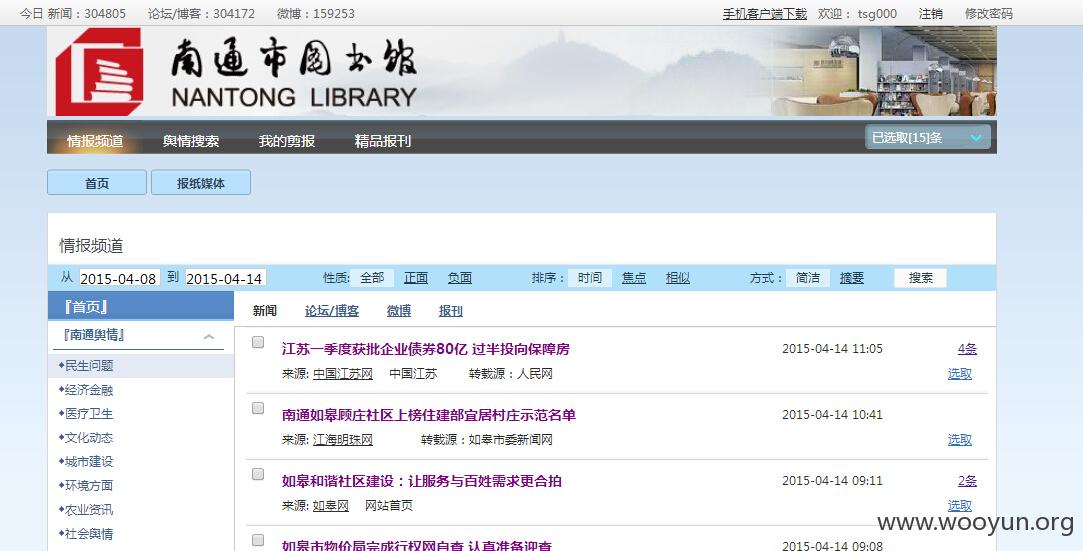 今日 新闻：304805 论坛/博客：304172 微博：159253 手机客户端下载 欢迎： tsg000 注销 修改密码
南通市图书馆
NANTONG LIBRARY
情报频道 舆情搜索 我的剪报 精品报刊 已选取[15]条
首页 报纸媒体
情报频道
从 2015-04-08 到 2015-04-14 性质: 全部 正面 负面 排序： 时间 焦点 相似 方式： 简洁 摘要 搜索
『首页』 新闻 论坛/博客 微博 报刊
『南通舆情』
民生问题
经济金融
医疗卫生
文化动态
城市建设
环境方面
农业资讯
社会舆情
江苏一季度获批企业债券80亿 过半投向保障房 2015-04-14 11:05 4条
来源: 中国江苏网 中国江苏 转载源：人民网 选取
南通如皋顾庄社区上榜住建部宜居村庄示范名单 2015-04-14 10:41
来源: 江海明珠网 转载源：如皋市委新闻网 选取
如皋和谐社区建设：让服务与百姓需求更合拍 2015-04-14 09:11 2条
来源: 如皋网 网站首页 选取
如皋市物价局完成行权网自查 认真准备迎查 2015-04-14 09:08
www.wooyun.org